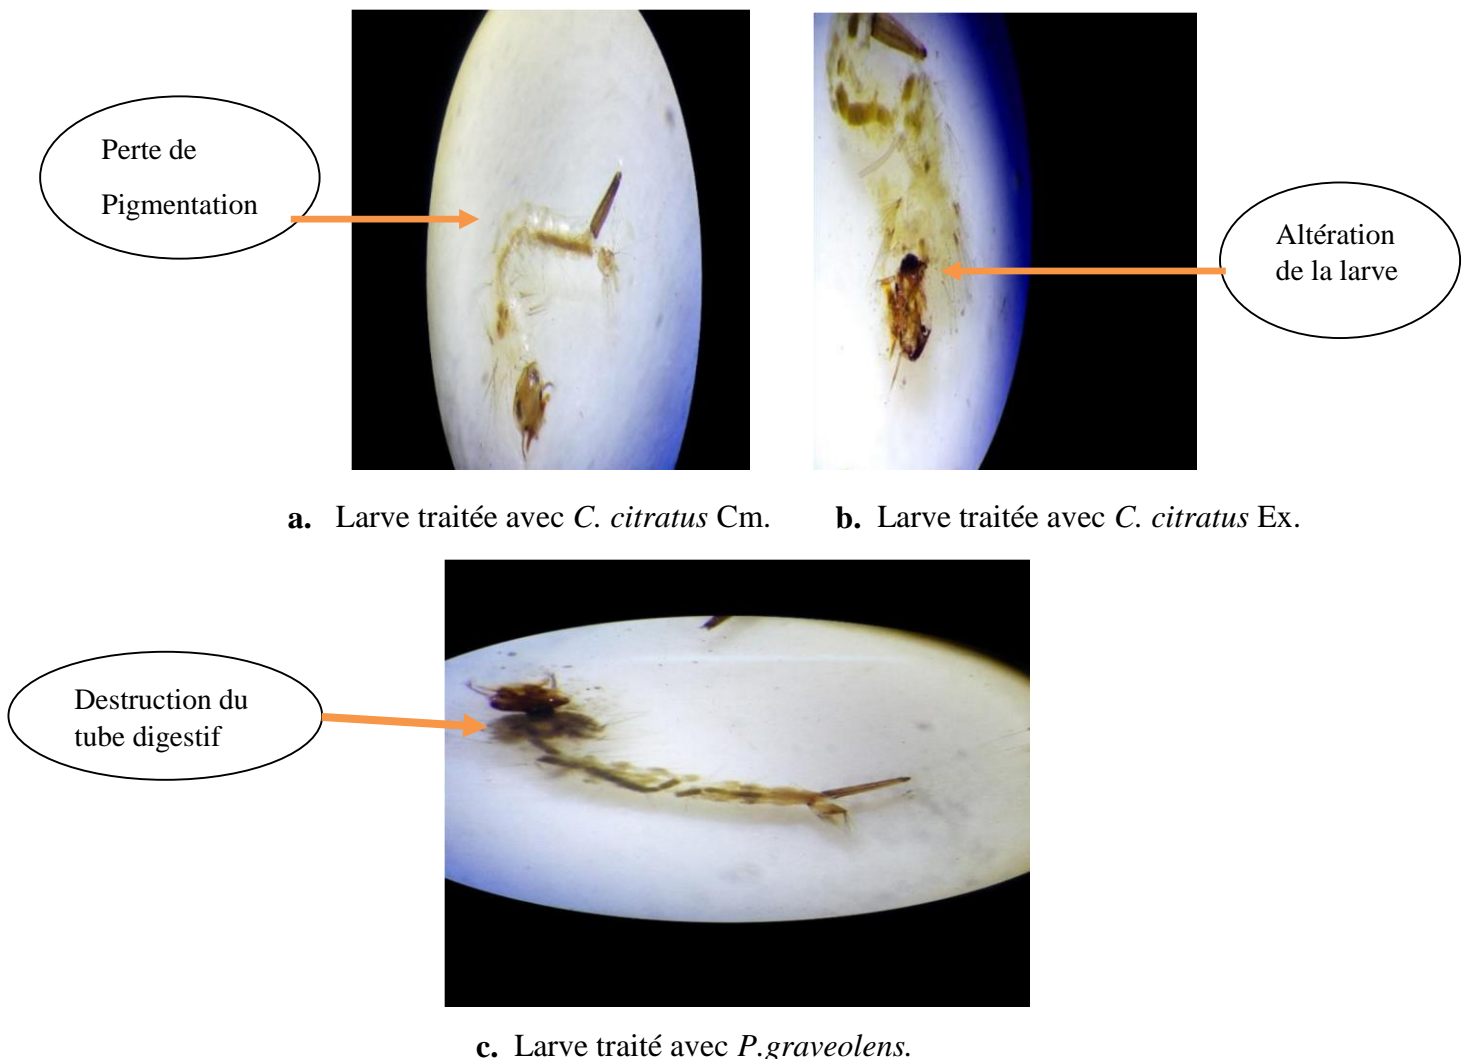 Perte de
Pigmentation
Altération
de la larve
a. Larve traitée avec C. citratus Cm.
b. Larve traitée avec C. citratus Ex.
Destruction du
tube digestif
c. Larve traité avec P.graveolens.